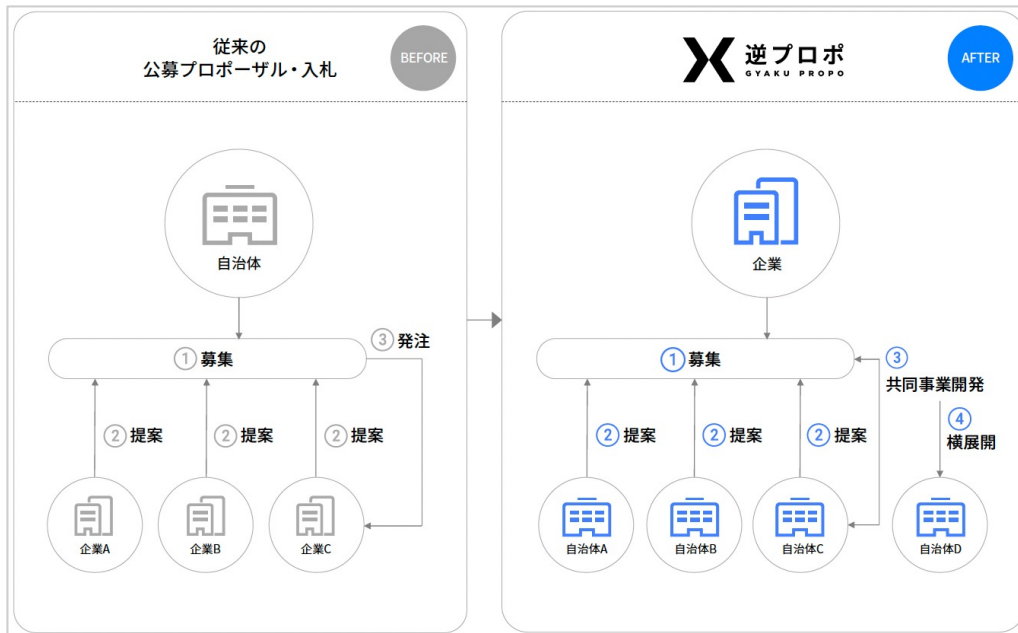 従来の
公募プロポーザル・入札
BEFORE
自治体
③ 発注
① 募集
② 提案
② 提案
② 提案
企業A
企業B
企業C
逆プロポ
GYAKU PROPO
AFTER
企業
① 募集
③
共同事業開発
④
横展開
② 提案
② 提案
② 提案
自治体A
自治体B
自治体C
自治体D